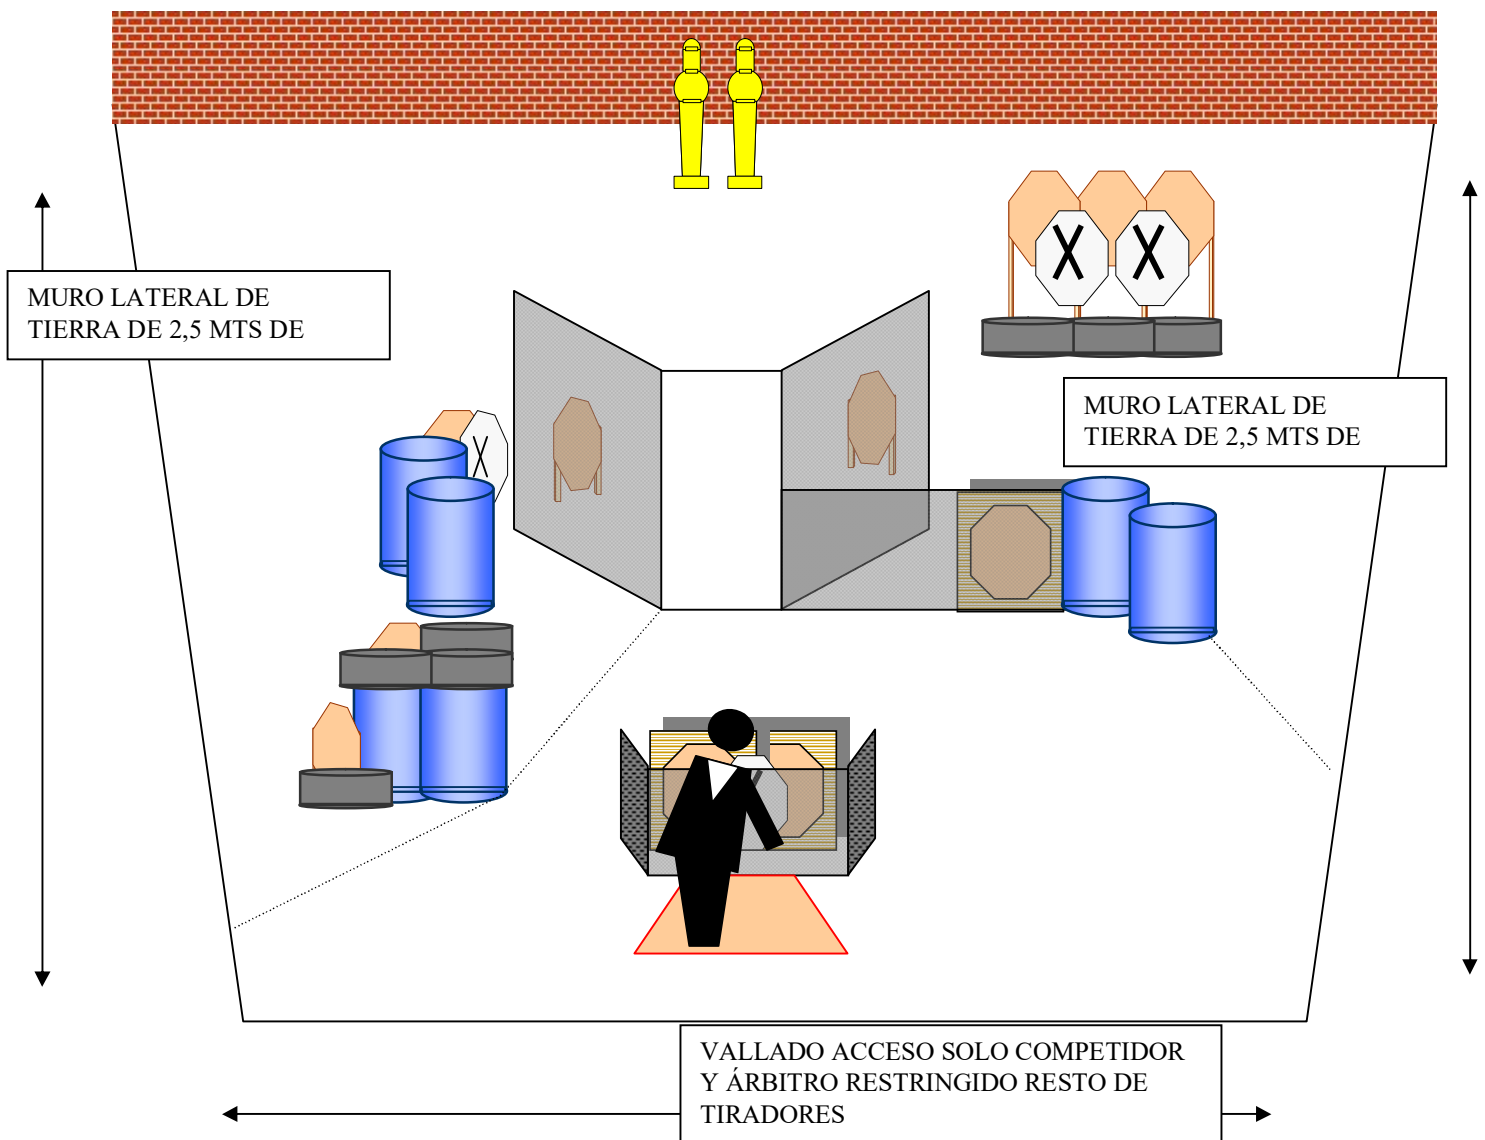 MURO LATERAL DE
TIERRA DE 2,5 MTS DE
MURO LATERAL DE
TIERRA DE 2,5 MTS DE
VALLADO ACCESO SOLO COMPETIDOR
Y ÁRBITRO RESTRINGIDO RESTO DE
TIRADORES